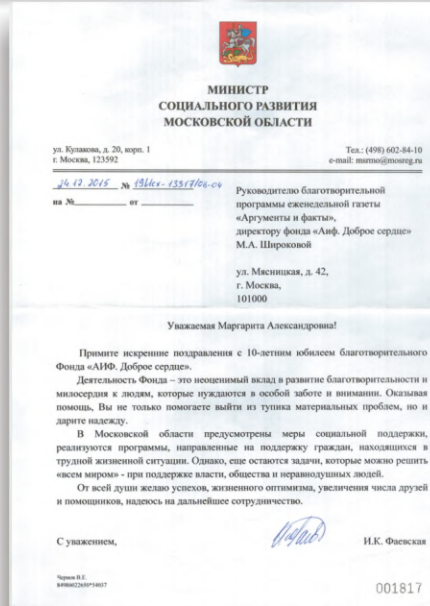 МИНИСТР
СОЦИАЛЬНОГО РАЗВИТИЯ
МОСКОВСКОЙ ОБЛАСТИ
ул. Кулакова, д. 20, корп. 1
г. Москва, 123592
Тел.: (498) 602-84-10
e-mail: msrmo@mosreg.ru
24.12.2015 № 19Исх-13917/06-04
на № от
Руководителю благотворительной
программы еженедельной газеты
«Аргументы и факты»,
директору фонда «Аиф. Доброе сердце»
М.А. Широковой
ул. Мясницкая, д. 42,
г. Москва,
101000
Уважаемая Маргарита Александровна!
Примите искренние поздравления с 10-летним юбилеем благотворительного
Фонда «АИФ. Доброе сердце».
Деятельность Фонда – это неоценимый вклад в развитие благотворительности и
милосердия к людям, которые нуждаются в особой заботе и внимании. Оказывая
помощь, Вы не только помогаете выйти из тупика материальных проблем, но и
дарите надежду.
В Московской области предусмотрены меры социальной поддержки,
реализуются программы, направленные на поддержку граждан, находящихся в
трудной жизненной ситуации. Однако, еще остаются задачи, которые можно решить
«всем миром» - при поддержке власти, общества и неравнодушных людей.
От всей души желаю успехов, жизненного оптимизма, увеличения числа друзей
и помощников, надеюсь на дальнейшее сотрудничество.
С уважением,
И.К. Фаевская
Чернов В.Е.
84986022650*54037
001817